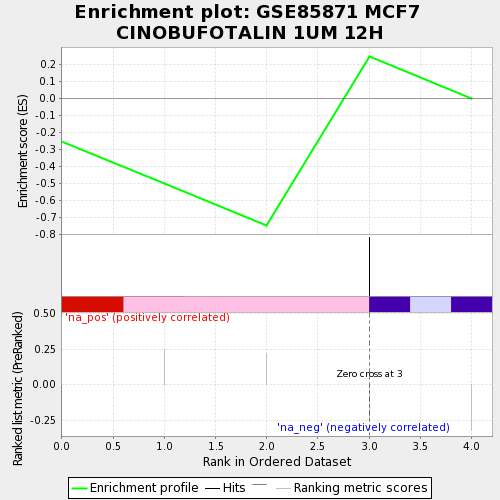 Enrichment plot: GSE85871 MCF7
CINOBUFOTALIN 1UM 12H
Enrichment score (ES)
0.2
0.1
0.0
-0.1
-0.2
-0.3
-0.4
-0.5
-0.6
-0.7
-0.8
'na_pos' (positively correlated)
Ranked list metric (PreRanked)
0.50
0.25
0.00
-0.25
Zero cross at 3
'na_neg' (negatively correlated)
0.0 0.5 1.0 1.5 2.0 2.5 3.0 3.5 4.0
Rank in Ordered Dataset
Enrichment profile Hits Ranking metric scores